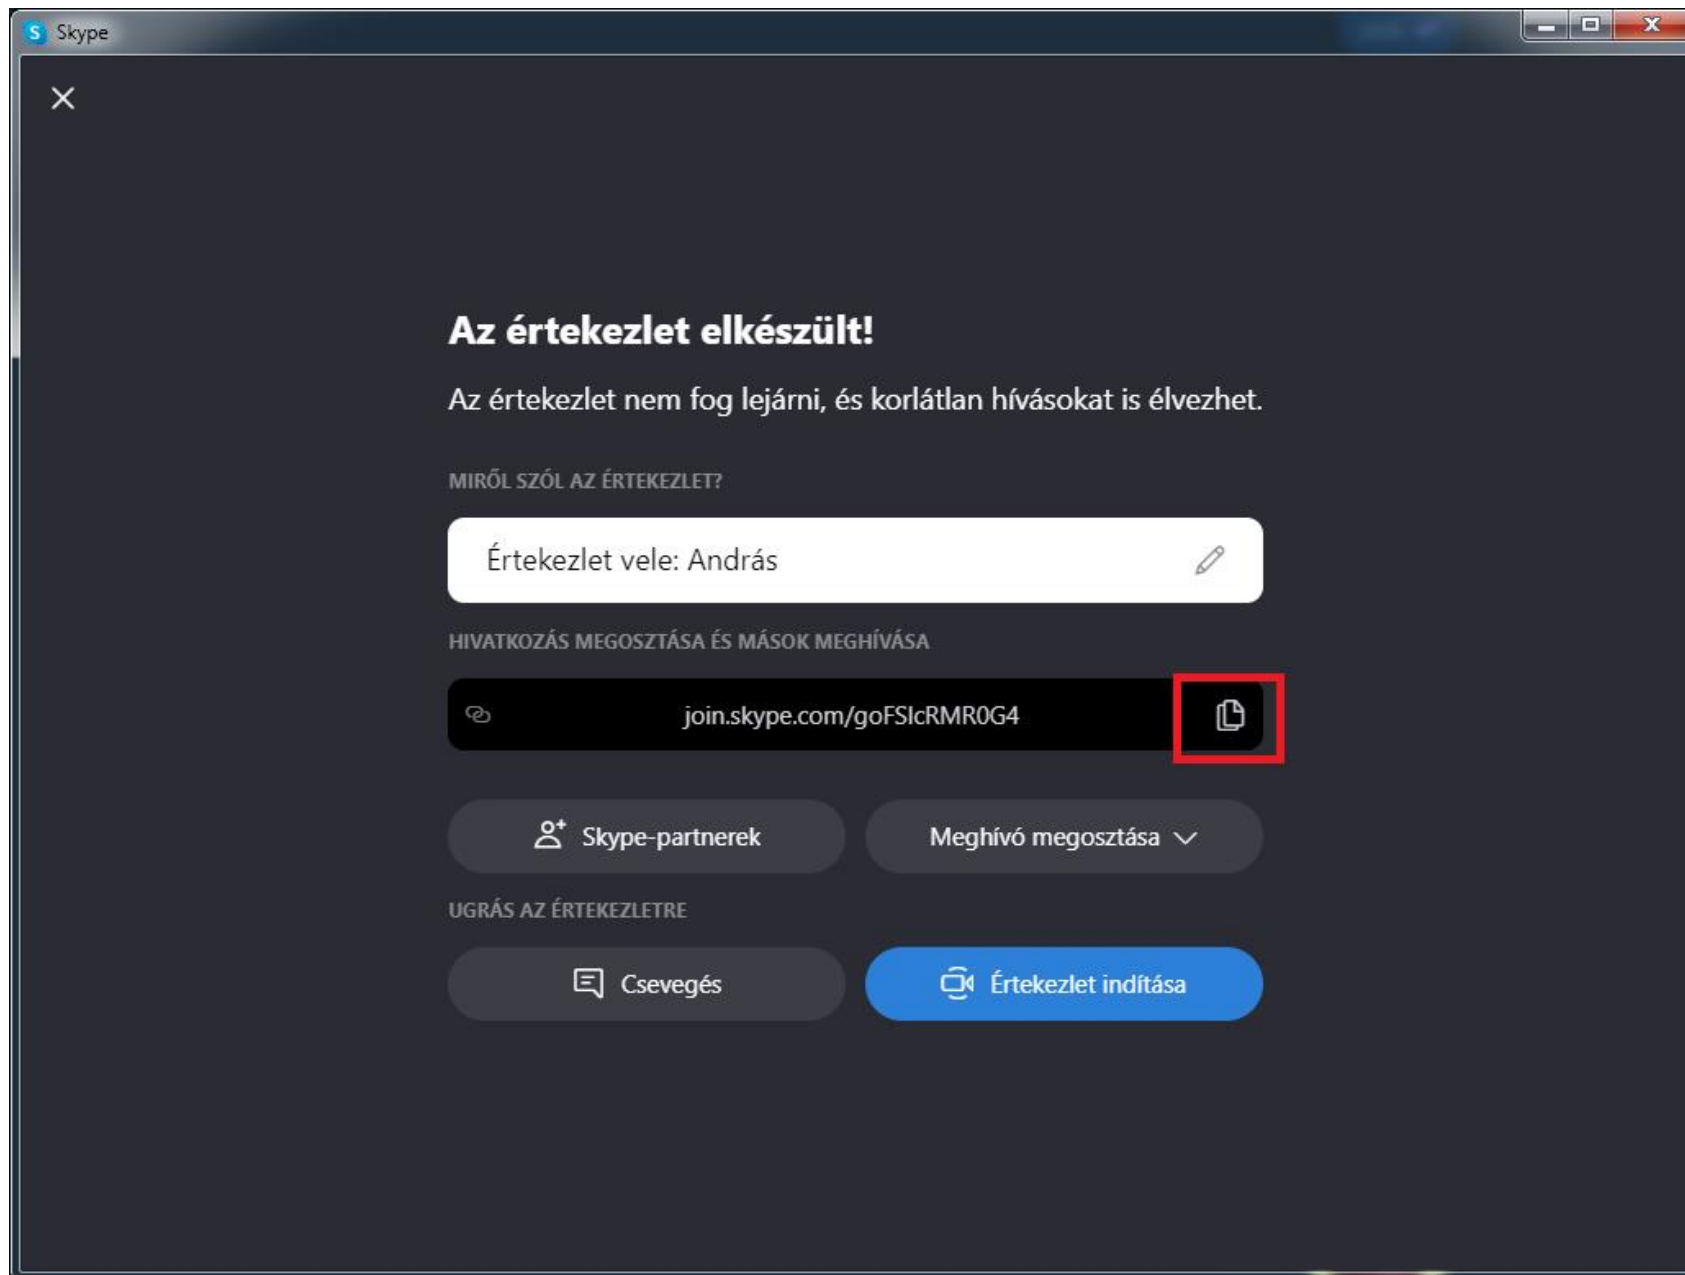 Skype
Az értekezlet elkészült!
Az értekezlet nem fog lejárni, és korlátlan hívásokat is élvezhet.
MIRŐL SZÓL AZ ÉRTEKEZLET?
Értekezlet vele: András
HIVATKOZÁS MEGOSZTÁSA ÉS MÁSOK MEGHÍVÁSA
join.skype.com/goFSIcRMR0G4
Skype-partnerek
Meghívó megosztása
UGRÁS AZ ÉRTEKEZLETRE
Csevegés
Értekezlet indítása